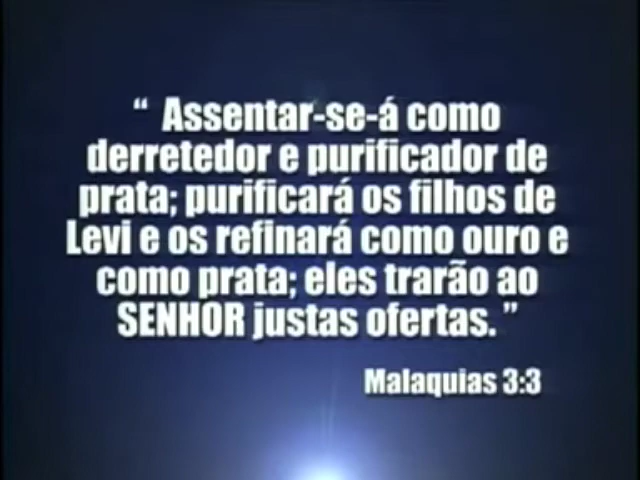 “ Assentar-se-á como
derretedor e purificador de
prata; purificará os filhos de
Levi e os refinará como ouro e
como prata; eles trarão ao
SENHOR justas ofertas. ”
Malaquias 3:3